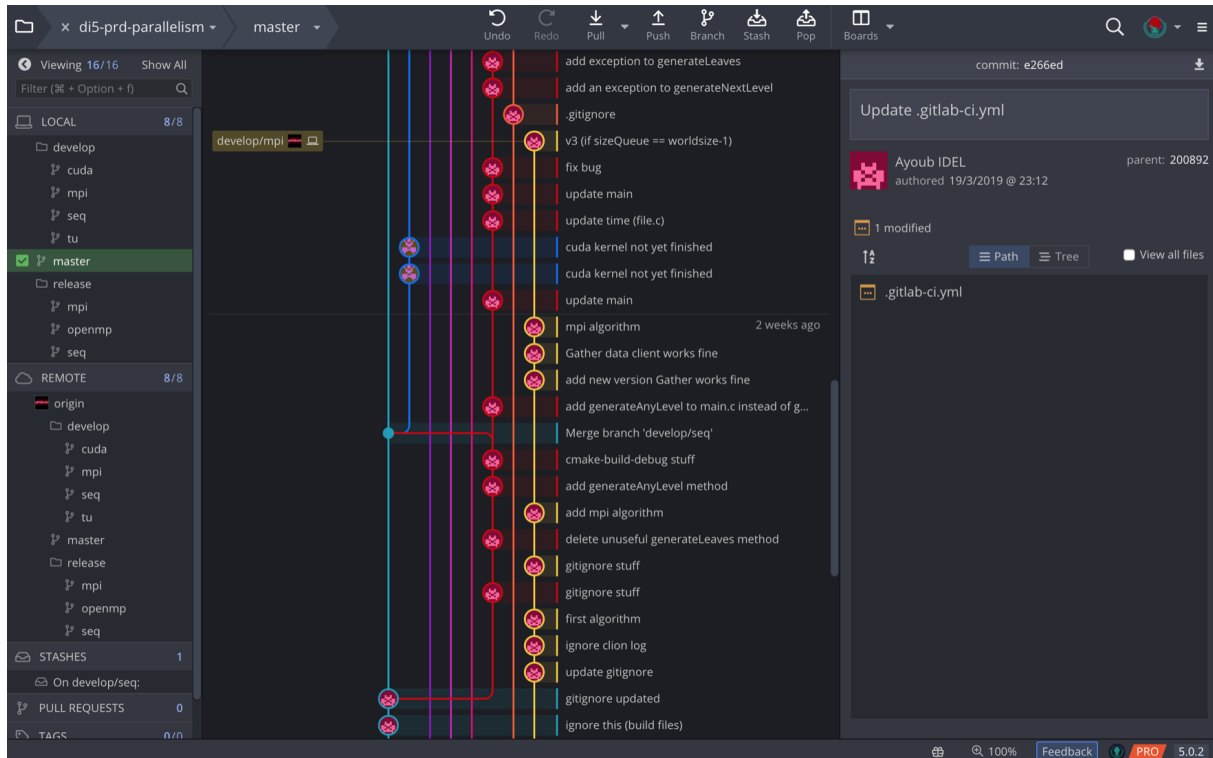 di5-prd-parallelism
master
Undo
Redo
Pull
Push
Branch
Stash
Pop
Boards
Viewing 16/16 Show All
Filter (⌘ + Option + f)
LOCAL 8/8
develop
cuda
mpi
seq
tu
master
release
mpi
openmp
seq
REMOTE 8/8
origin
develop
cuda
mpi
seq
tu
master
release
mpi
openmp
seq
STASHES 1
On develop/seq:
PULL REQUESTS 0
TAGS 0/0
add exception to generateLeaves
add an exception to generateNextLevel
.gitignore
develop/mpi
v3 (if sizeQueue == worldsize-1)
fix bug
update main
update time (file.c)
cuda kernel not yet finished
cuda kernel not yet finished
update main
mpi algorithm 2 weeks ago
Gather data client works fine
add new version Gather works fine
add generateAnyLevel to main.c instead of g...
Merge branch 'develop/seq'
cmake-build-debug stuff
add generateAnyLevel method
add mpi algorithm
delete unuseful generateLeaves method
gitignore stuff
gitignore stuff
first algorithm
ignore clion log
update gitignore
gitignore updated
ignore this (build files)
commit: e266ed
Update .gitlab-ci.yml
Ayoub IDEL
authored 19/3/2019 @ 23:12
parent: 200892
1 modified
Path
Tree
View all files
.gitlab-ci.yml
100%
Feedback
PRO
5.0.2